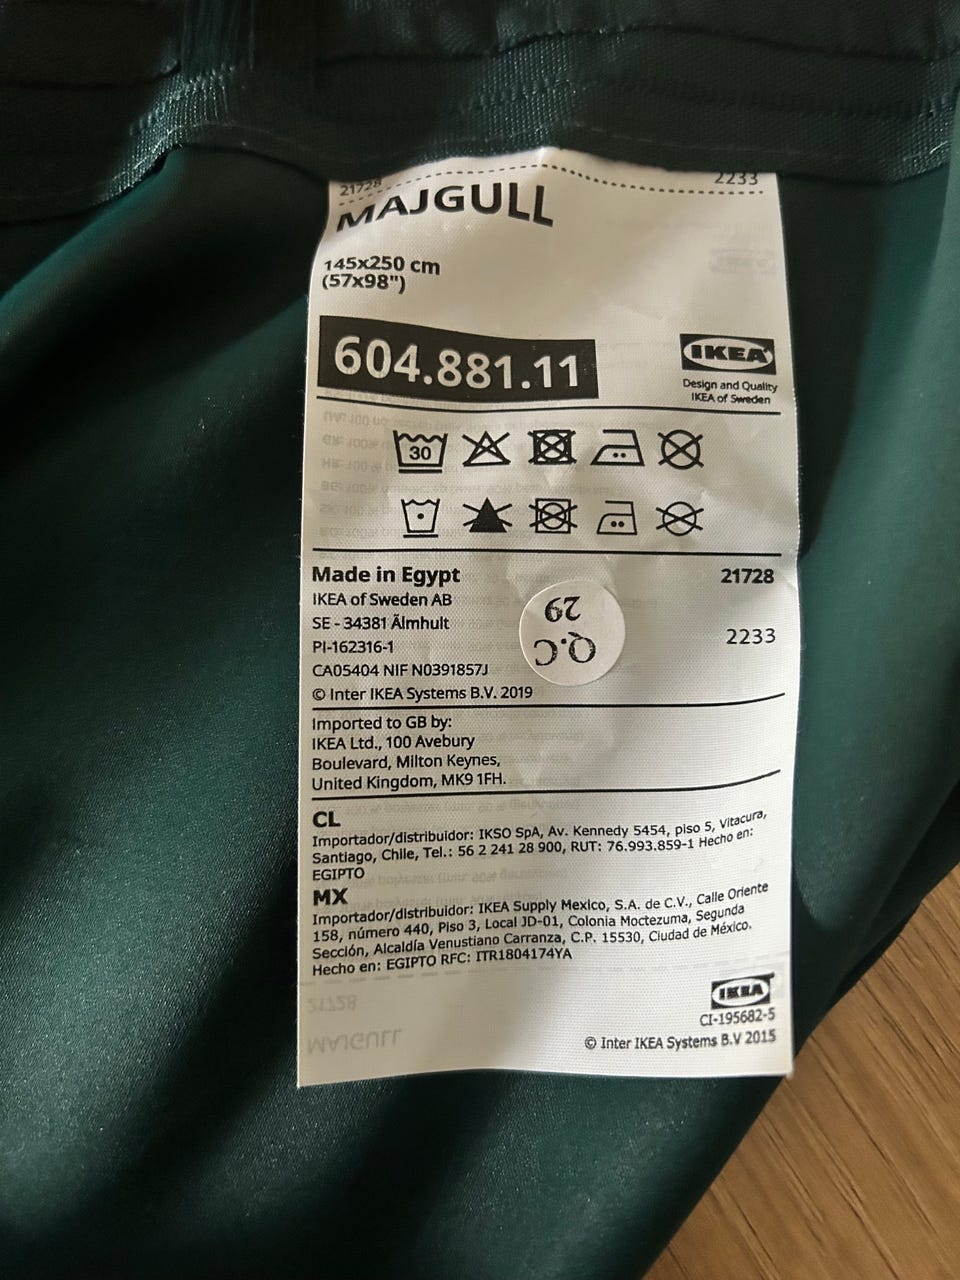 21728 2233
MAJGULL
145x250 cm
(57x98")
604.881.11
IKEA
Design and Quality
IKEA of Sweden
30
Made in Egypt 21728
IKEA of Sweden AB
SE - 34381 Älmhult
PI-162316-1
2233
CA05404 NIF N0391857J
© Inter IKEA Systems B.V. 2019
Q.C
29
Imported to GB by:
IKEA Ltd., 100 Avebury
Boulevard, Milton Keynes,
United Kingdom, MK9 1FH.
CL
Importador/distribuidor: IKSO SpA, Av. Kennedy 5454, piso 5, Vitacura,
Santiago, Chile, Tel.: 56 2 241 28 900, RUT: 76.993.859-1 Hecho en:
EGIPTO
MX
Importador/distribuidor: IKEA Supply Mexico, S.A. de C.V., Calle Oriente
158, número 440, Piso 3, Local JD-01, Colonia Moctezuma, Segunda
Sección, Alcaldía Venustiano Carranza, C.P. 15530, Ciudad de México.
Hecho en: EGIPTO RFC: ITR1804174YA
21728
MAJGULL
IKEA
CI-195682-5
© Inter IKEA Systems B.V 2015